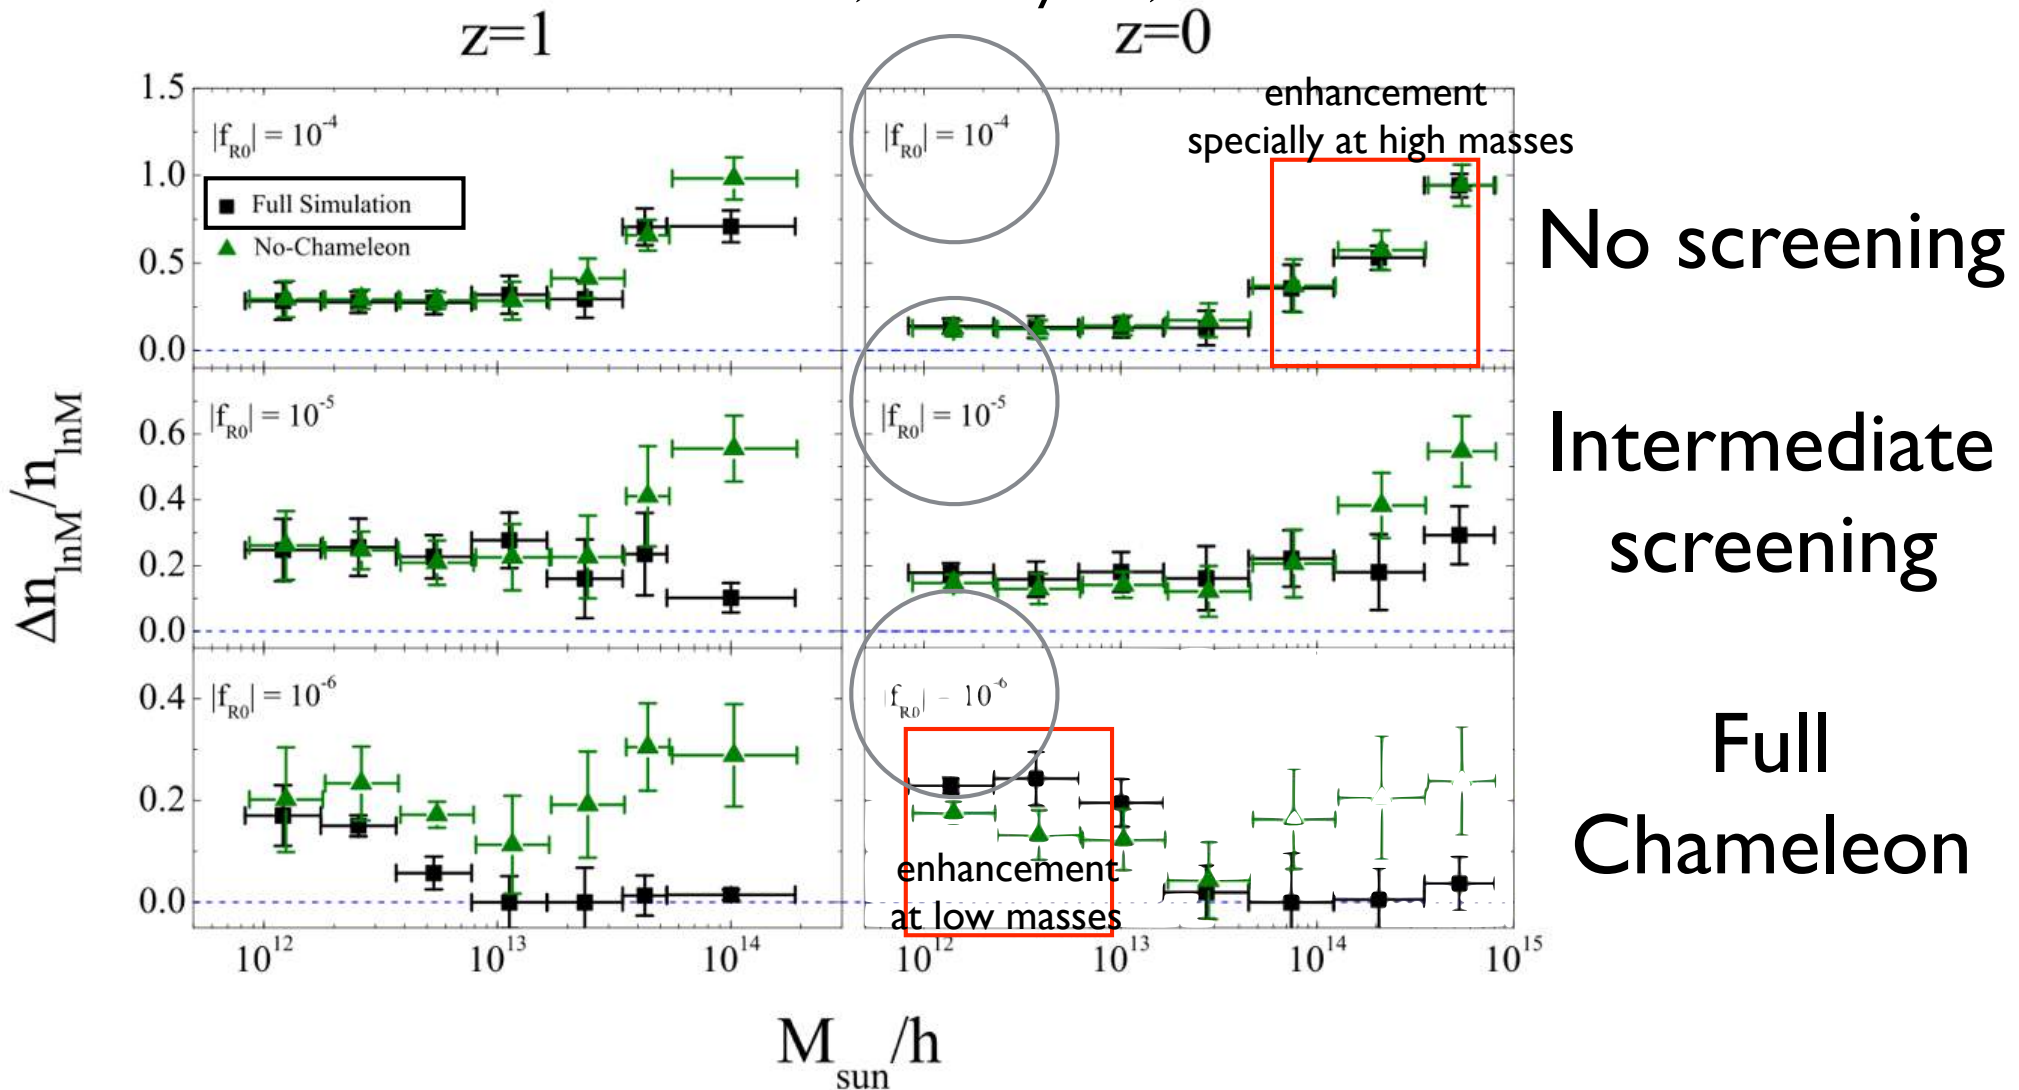 z=1
z=0
1.5
1.0
0.5
0.0
|f_R0| = 10^-4
■ Full Simulation
▲ No-Chameleon
|f_R0| = 10^-4
enhancement
specially at high masses
No screening
0.6
0.4
0.2
0.0
|f_R0| = 10^-5
|f_R0| = 10^-5
Intermediate
screening
Δn_lnM/n_lnM
0.4
0.2
0.0
|f_R0| = 10^-6
|f_R0| = 10^-6
enhancement
at low masses
Full
Chameleon
10^12
10^13
10^14
10^12
10^13
10^14
10^15
M_sun/h